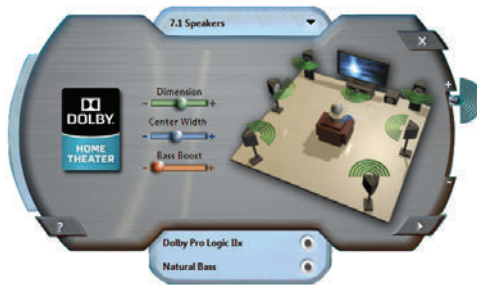 7.1 Speakers
X
Dimension
- +
Center Width
- +
Bass Boost
- +
DOLBY.
HOME
THEATER
+
-
?
Dolby Pro Logic IIx
Natural Bass